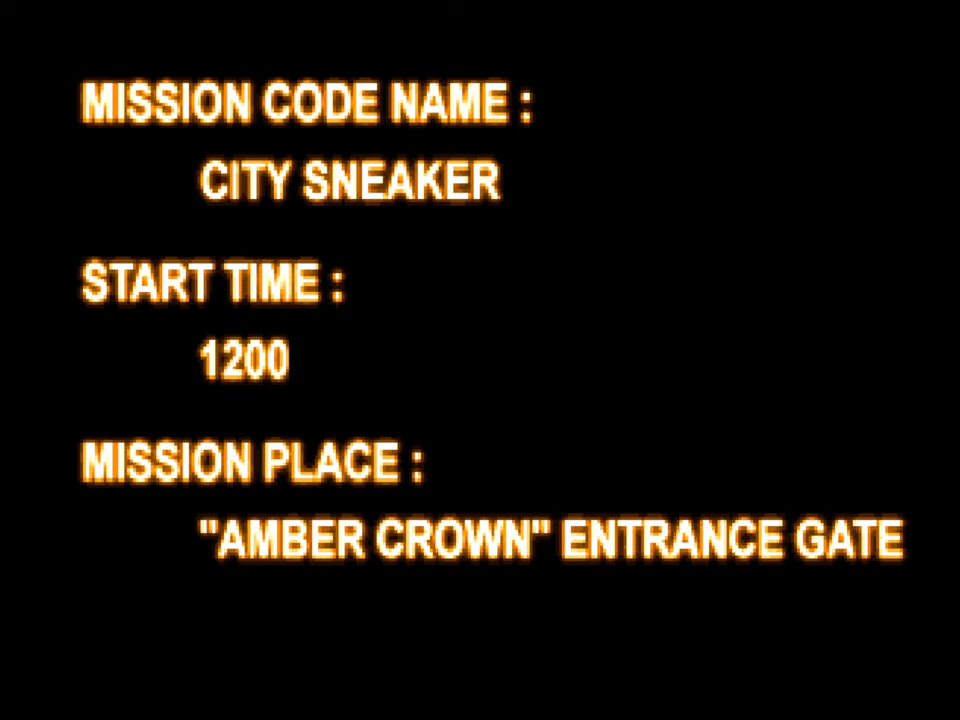 MISSION CODE NAME :
CITY SNEAKER
START TIME :
1200
MISSION PLACE :
"AMBER CROWN" ENTRANCE GATE